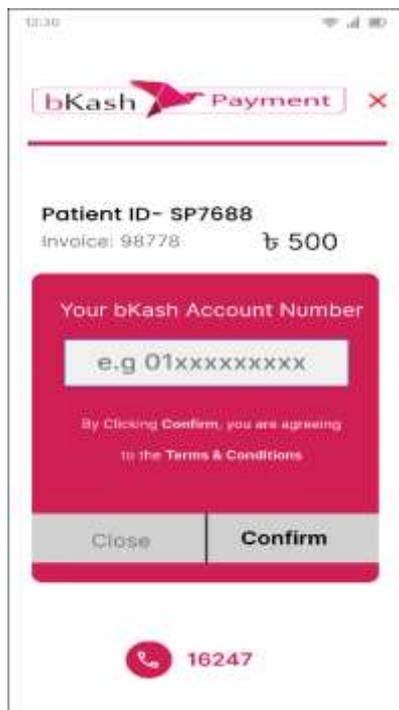 12:30
bKash Payment ×
Patient ID- SP7688
Invoice: 98778 ৳ 500
Your bKash Account Number
e.g 01xxxxxxxxx
By Clicking Confirm, you are agreeing
to the Terms & Conditions
Close Confirm
16247